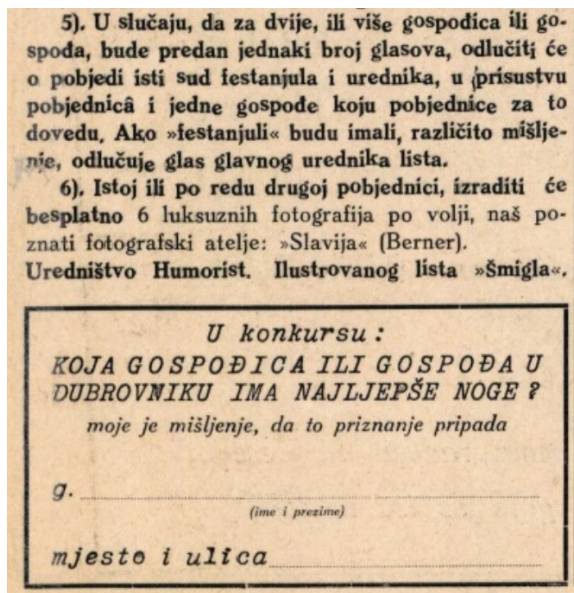 5). U slučaju, da za dvije, ili više gospođica ili go-
spođa, bude predan jednaki broj glasova, odlučiti će
o pobjedi isti sud festanjula i urednika, u prisustvu
pobjednicâ i jedne gospođe koju pobjednice za to
dovedu. Ako »festanjuli« budu imali, različito mišlje-
nje, odlučuje glas glavnog urednika lista.
6). Istoj ili po redu drugoj pobjednici, izraditi će
besplatno 6 luksuznih fotografija po volji, naš po-
znati fotografski atelje: »Slavija« (Berner).
Uredništvo Humorist. Ilustrovanog lista »Šmigla«.
U konkursu:
KOJA GOSPOĐICA ILI GOSPOĐA U
DUBROVNIKU IMA NAJLJEPŠE NOGE?
moje je mišljenje, da to priznanje pripada
g.
(ime i prezime)
mjesto i ulica